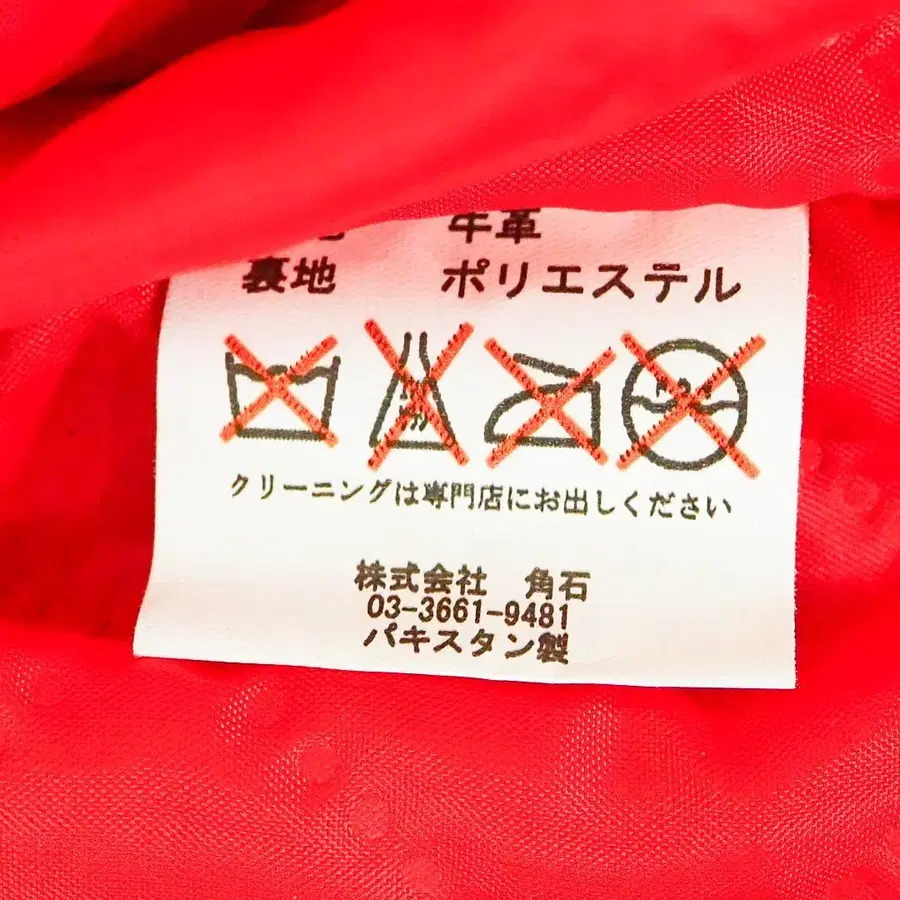 牛革
裏地 ポリエステル
クリーニングは専門店にお出しください
株式会社 角石
03-3661-9481
パキスタン製